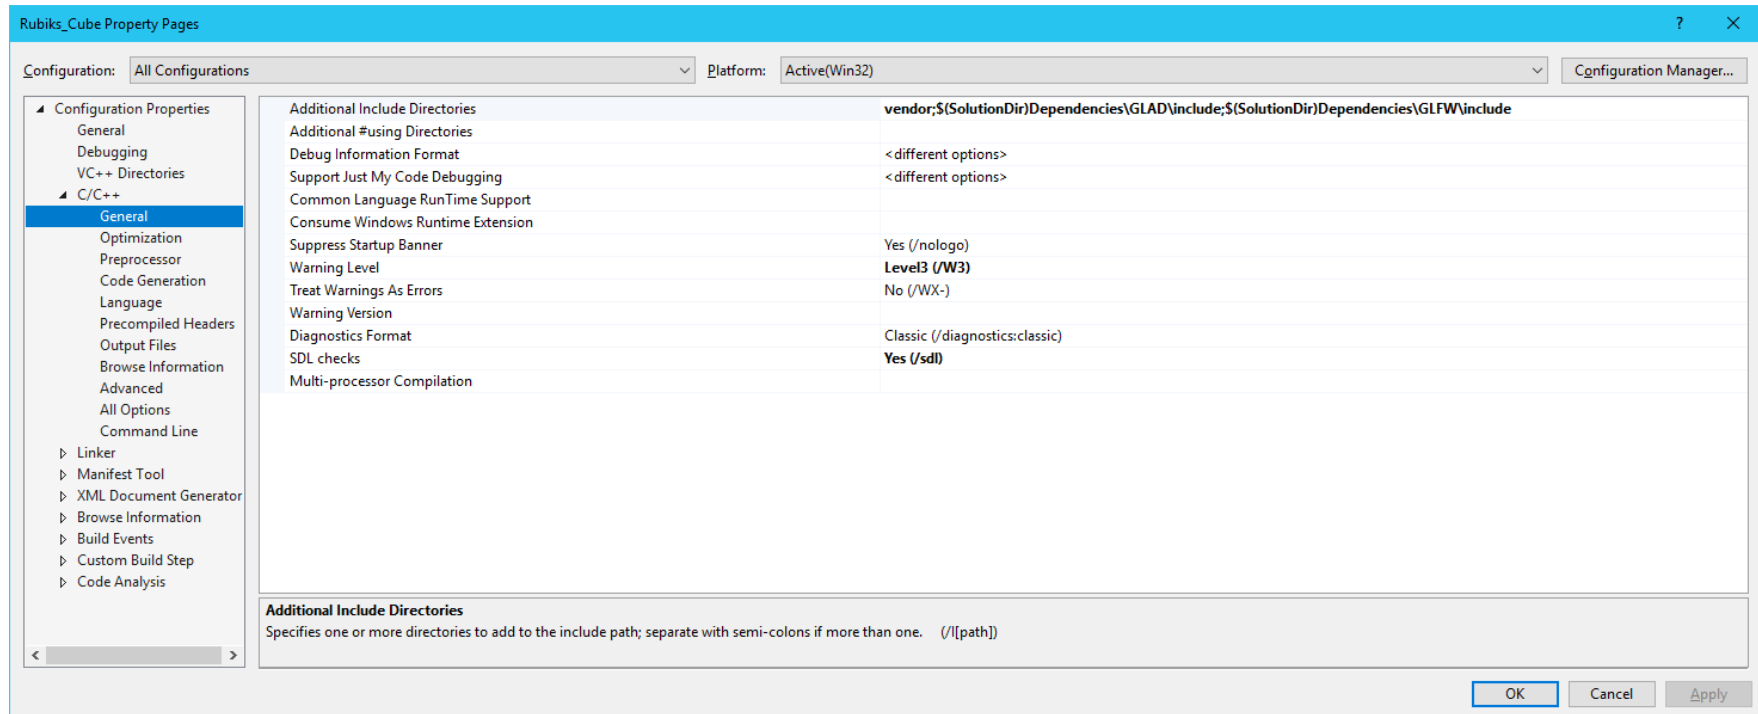 Rubiks_Cube Property Pages
Configuration: All Configurations Platform: Active(Win32) Configuration Manager...
Configuration Properties
General
Debugging
VC++ Directories
C/C++
General
Optimization
Preprocessor
Code Generation
Language
Precompiled Headers
Output Files
Browse Information
Advanced
All Options
Command Line
Linker
Manifest Tool
XML Document Generator
Browse Information
Build Events
Custom Build Step
Code Analysis
Additional Include Directories vendor;$(SolutionDir)Dependencies\GLAD\include;$(SolutionDir)Dependencies\GLFW\include
Additional #using Directories
Debug Information Format <different options>
Support Just My Code Debugging <different options>
Common Language RunTime Support
Consume Windows Runtime Extension
Suppress Startup Banner Yes (/nologo)
Warning Level Level3 (/W3)
Treat Warnings As Errors No (/WX-)
Warning Version
Diagnostics Format Classic (/diagnostics:classic)
SDL checks Yes (/sdl)
Multi-processor Compilation
Additional Include Directories
Specifies one or more directories to add to the include path; separate with semi-colons if more than one. (/I[path])
OK Cancel Apply